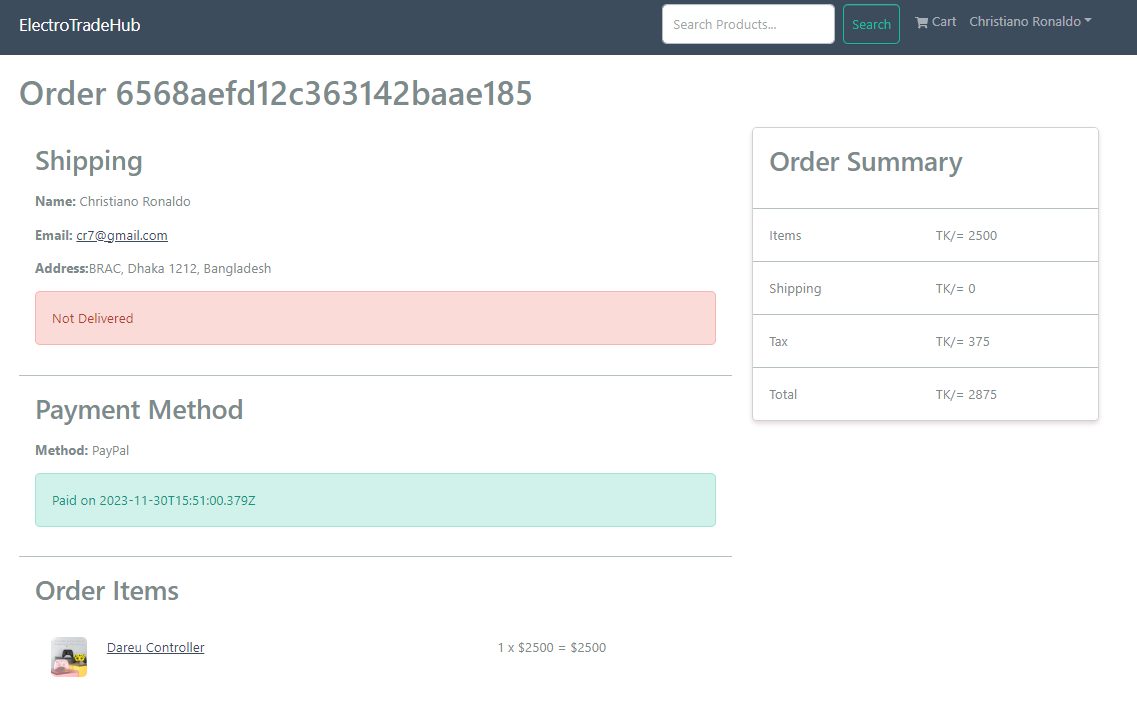 ElectroTradeHub
Search Products...
Search
Cart
Christiano Ronaldo
Order 6568aefd12c363142baae185
Shipping
Name: Christiano Ronaldo
Email: cr7@gmail.com
Address:BRAC, Dhaka 1212, Bangladesh
Not Delivered
Payment Method
Method: PayPal
Paid on 2023-11-30T15:51:00.379Z
Order Items
Dareu Controller
1 x $2500 = $2500
Order Summary
Items TK/= 2500
Shipping TK/= 0
Tax TK/= 375
Total TK/= 2875